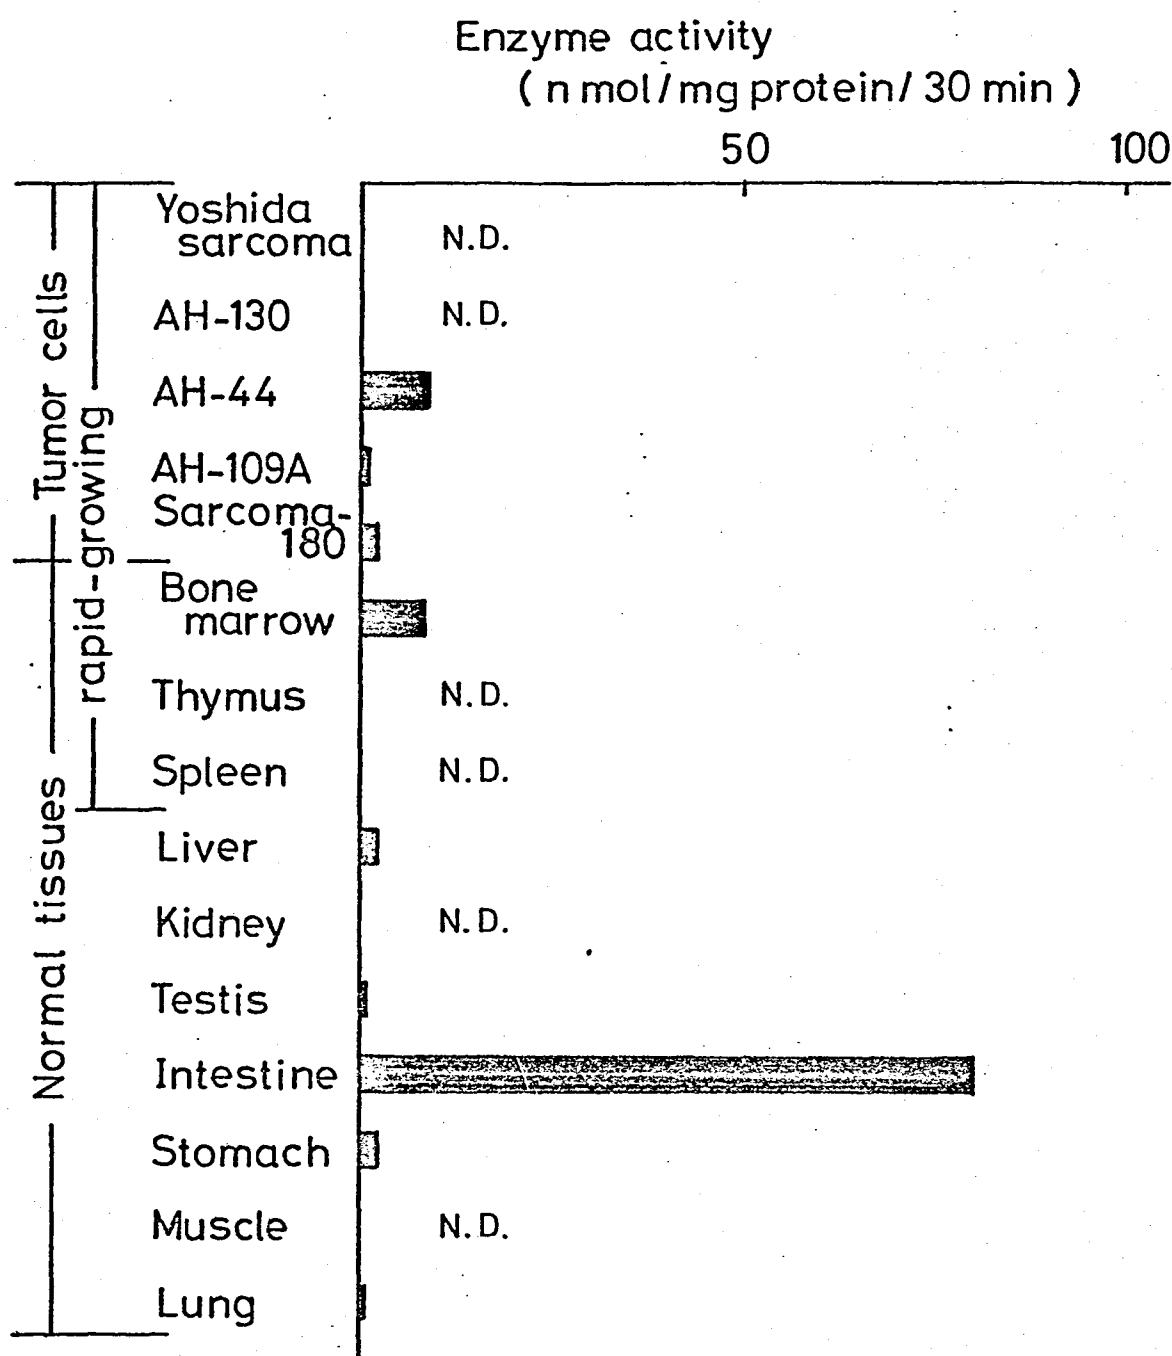 Enzyme activity
( n mol/mg protein/ 30 min )
50
100
Tumor cells
rapid-growing
Normal tissues
Yoshida
sarcoma
N.D.
AH-130
N.D.
AH-44
AH-109A
Sarcoma-
180
Bone
marrow
Thymus
N.D.
Spleen
N.D.
Liver
Kidney
N.D.
Testis
Intestine
Stomach
Muscle
N.D.
Lung